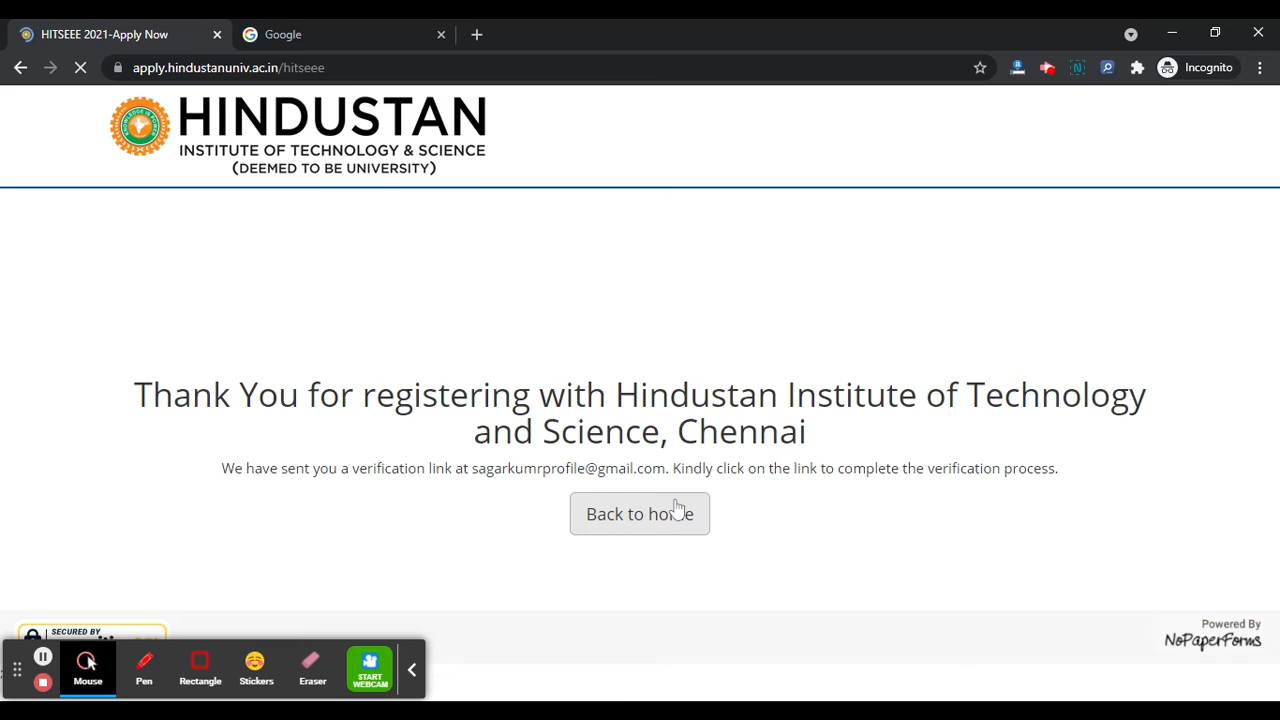 HITSEEE 2021-Apply Now
Google
apply.hindustanuniv.ac.in/hitseee
Incognito
HINDUSTAN
INSTITUTE OF TECHNOLOGY & SCIENCE
(DEEMED TO BE UNIVERSITY)
Thank You for registering with Hindustan Institute of Technology
and Science, Chennai
We have sent you a verification link at sagarkumrprofile@gmail.com. Kindly click on the link to complete the verification process.
Back to home
SECURED BY
Powered By
NoPaperForms
Mouse
Pen
Rectangle
Stickers
Eraser
START
WEBCAM